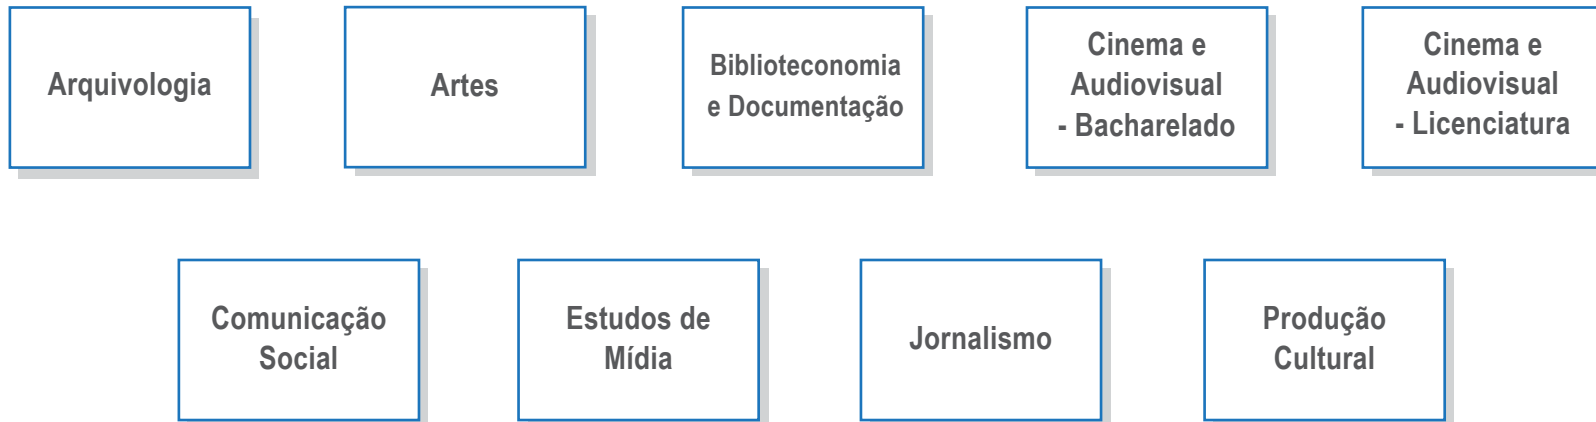 Arquivologia
Artes
Biblioteconomia
e Documentação
Cinema e
Audiovisual
- Bacharelado
Cinema e
Audiovisual
- Licenciatura
Comunicação
Social
Estudos de
Mídia
Jornalismo
Produção
Cultural